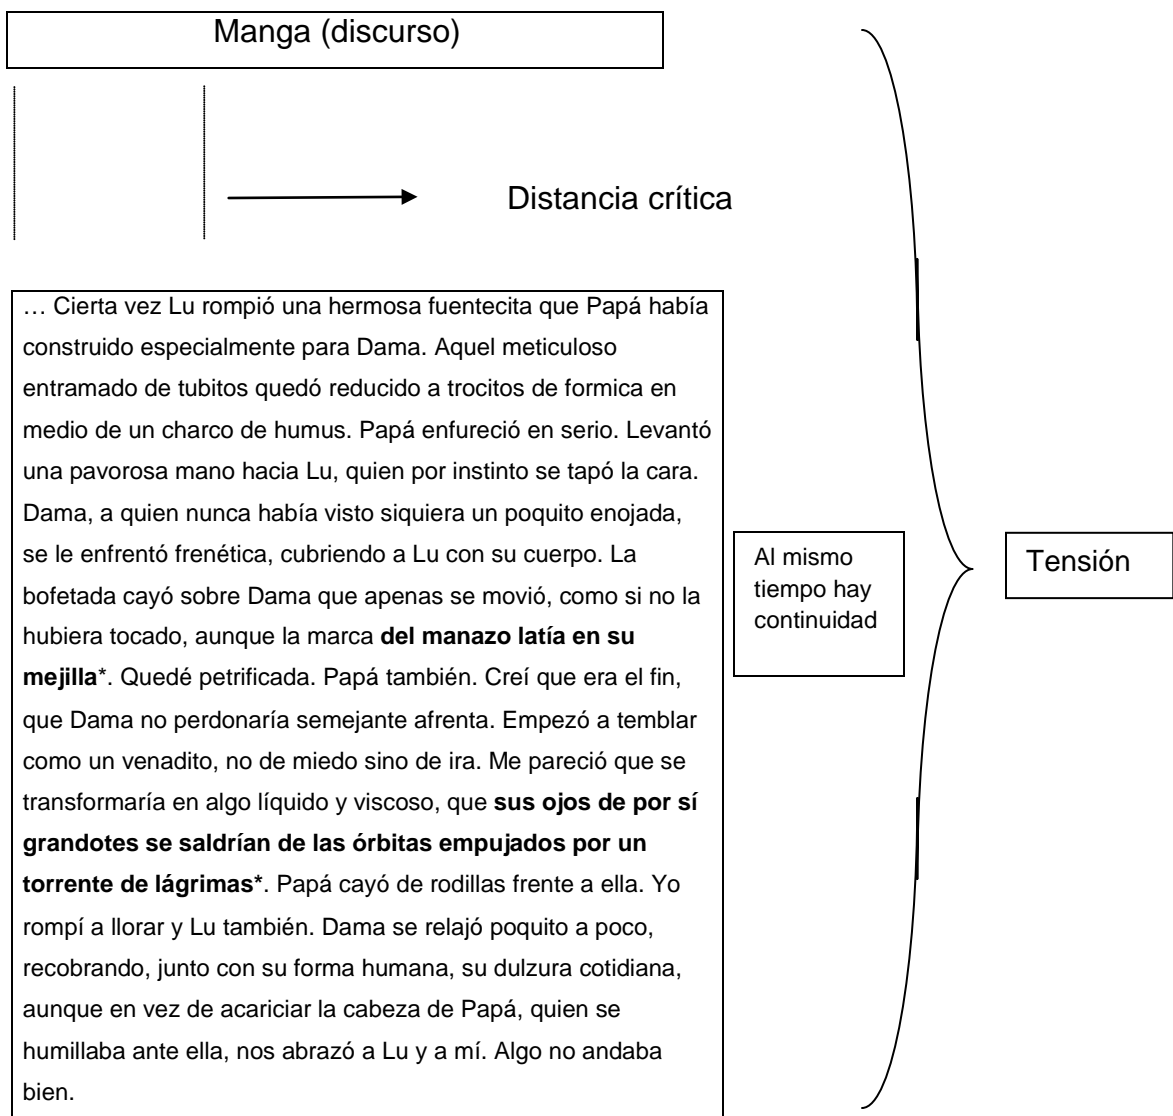 Manga (discurso)
Distancia crítica
… Cierta vez Lu rompió una hermosa fuentecita que Papá había
construido especialmente para Dama. Aquel meticuloso
entramado de tubitos quedó reducido a trocitos de formica en
medio de un charco de humus. Papá enfureció en serio. Levantó
una pavorosa mano hacia Lu, quien por instinto se tapó la cara.
Dama, a quien nunca había visto siquiera un poquito enojada,
se le enfrentó frenética, cubriendo a Lu con su cuerpo. La
bofetada cayó sobre Dama que apenas se movió, como si no la
hubiera tocado, aunque la marca del manazo latía en su
mejilla*. Quedé petrificada. Papá también. Creí que era el fin,
que Dama no perdonaría semejante afrenta. Empezó a temblar
como un venadito, no de miedo sino de ira. Me pareció que se
transformaría en algo líquido y viscoso, que sus ojos de por sí
grandotes se saldrían de las órbitas empujados por un
torrente de lágrimas*. Papá cayó de rodillas frente a ella. Yo
rompí a llorar y Lu también. Dama se relajó poquito a poco,
recobrando, junto con su forma humana, su dulzura cotidiana,
aunque en vez de acariciar la cabeza de Papá, quien se
humillaba ante ella, nos abrazó a Lu y a mí. Algo no andaba
bien.
Al mismo
tiempo hay
continuidad
Tensión